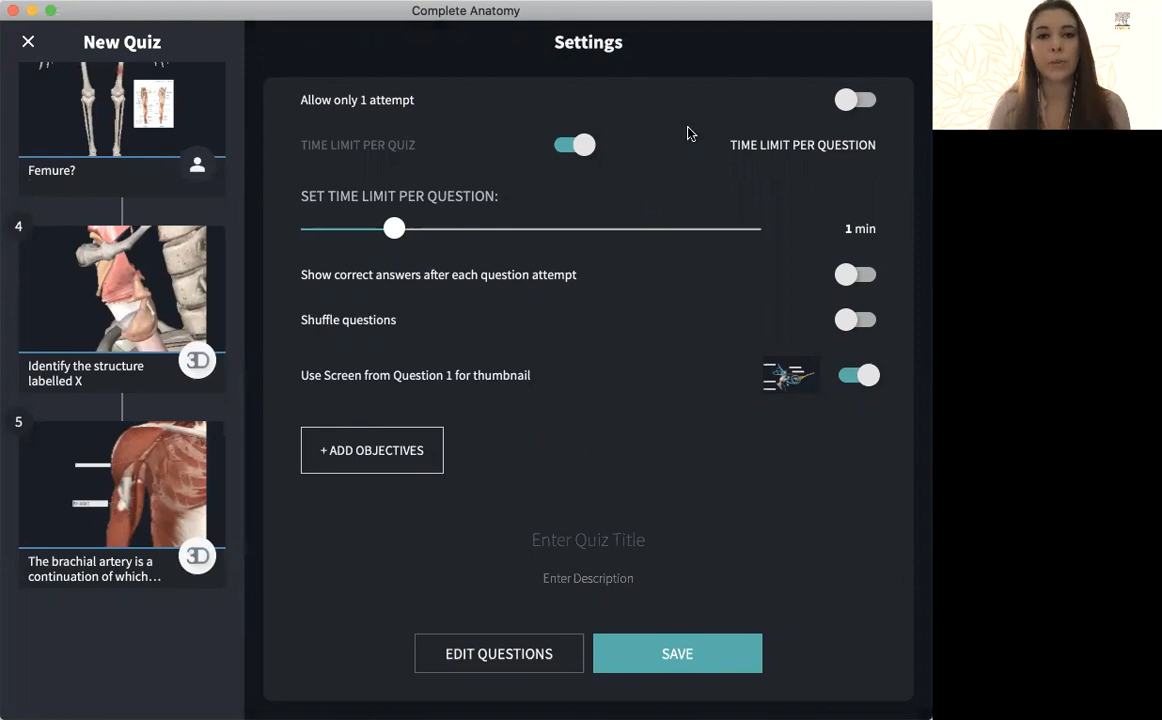 Complete Anatomy
New Quiz
Femure?
4
3D
Identify the structure
labelled X
5
3D
The brachial artery is a
continuation of which...
Settings
Allow only 1 attempt
TIME LIMIT PER QUIZ
TIME LIMIT PER QUESTION
SET TIME LIMIT PER QUESTION:
1 min
Show correct answers after each question attempt
Shuffle questions
Use Screen from Question 1 for thumbnail
+ ADD OBJECTIVES
Enter Quiz Title
Enter Description
EDIT QUESTIONS
SAVE